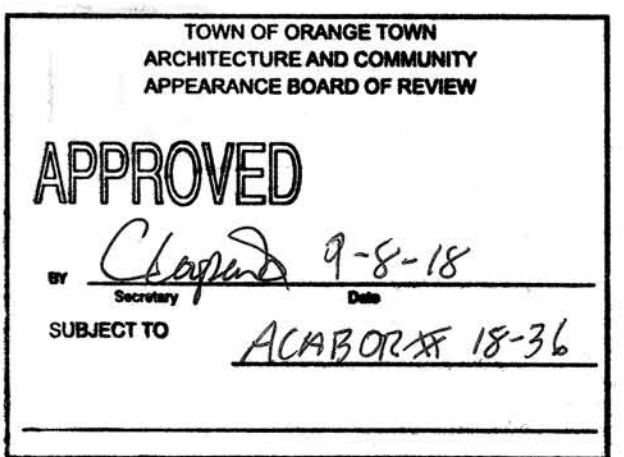 TOWN OF ORANGE TOWN
ARCHITECTURE AND COMMUNITY
APPEARANCE BOARD OF REVIEW
APPROVED
BY 9-8-18
Secretary Date
SUBJECT TO ACABOR# 18-36